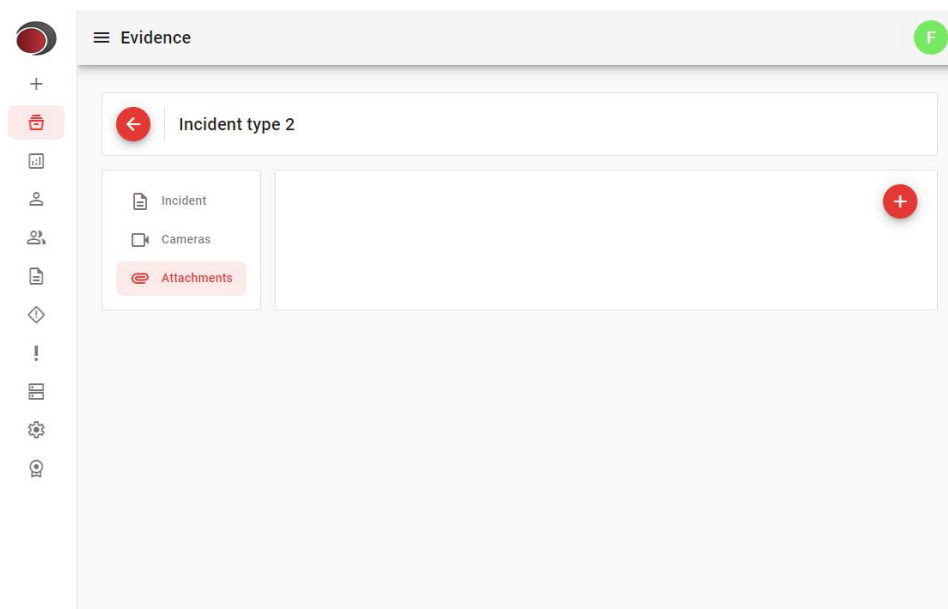 Evidence
F
Incident type 2
Incident
Cameras
Attachments